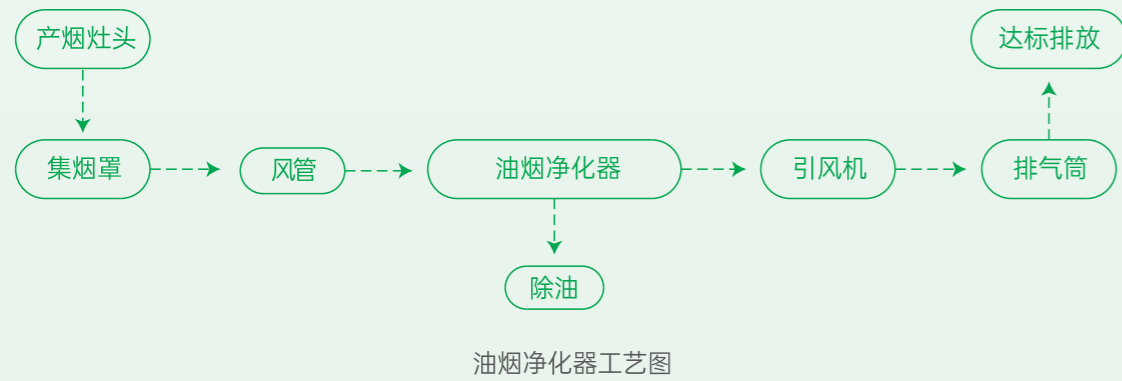 产烟灶头
达标排放
集烟罩
风管
油烟净化器
引风机
排气筒
除油
油烟净化器工艺图